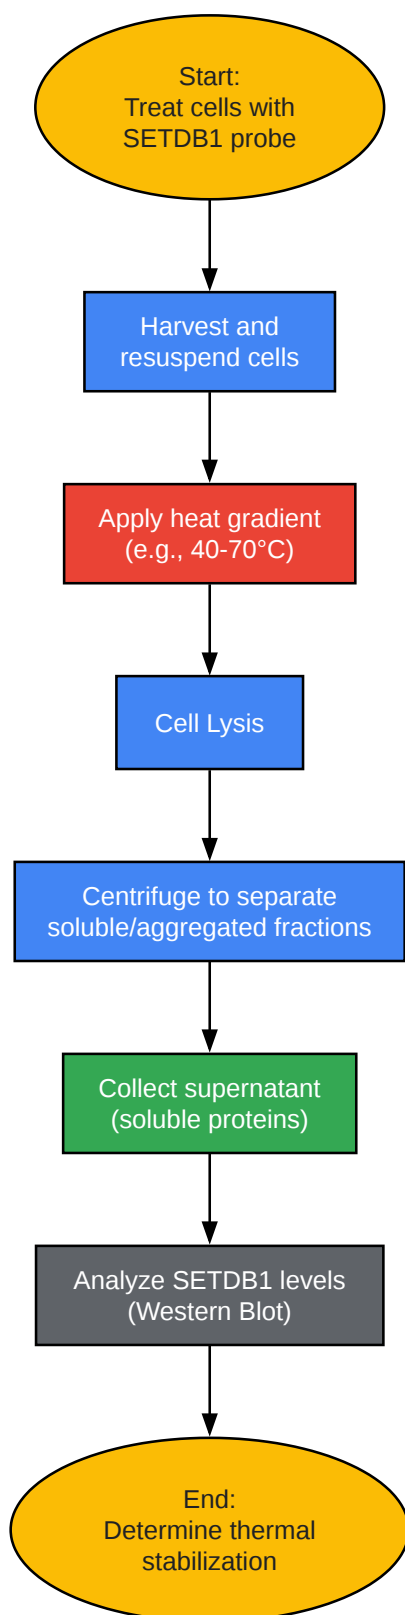 Start:
Treat cells with
SETDB1 probe
Harvest and
resuspend cells
Apply heat gradient
(e.g., 40-70°C)
Cell Lysis
Centrifuge to separate
soluble/aggregated fractions
Collect supernatant
(soluble proteins)
Analyze SETDB1 levels
(Western Blot)
End:
Determine thermal
stabilization